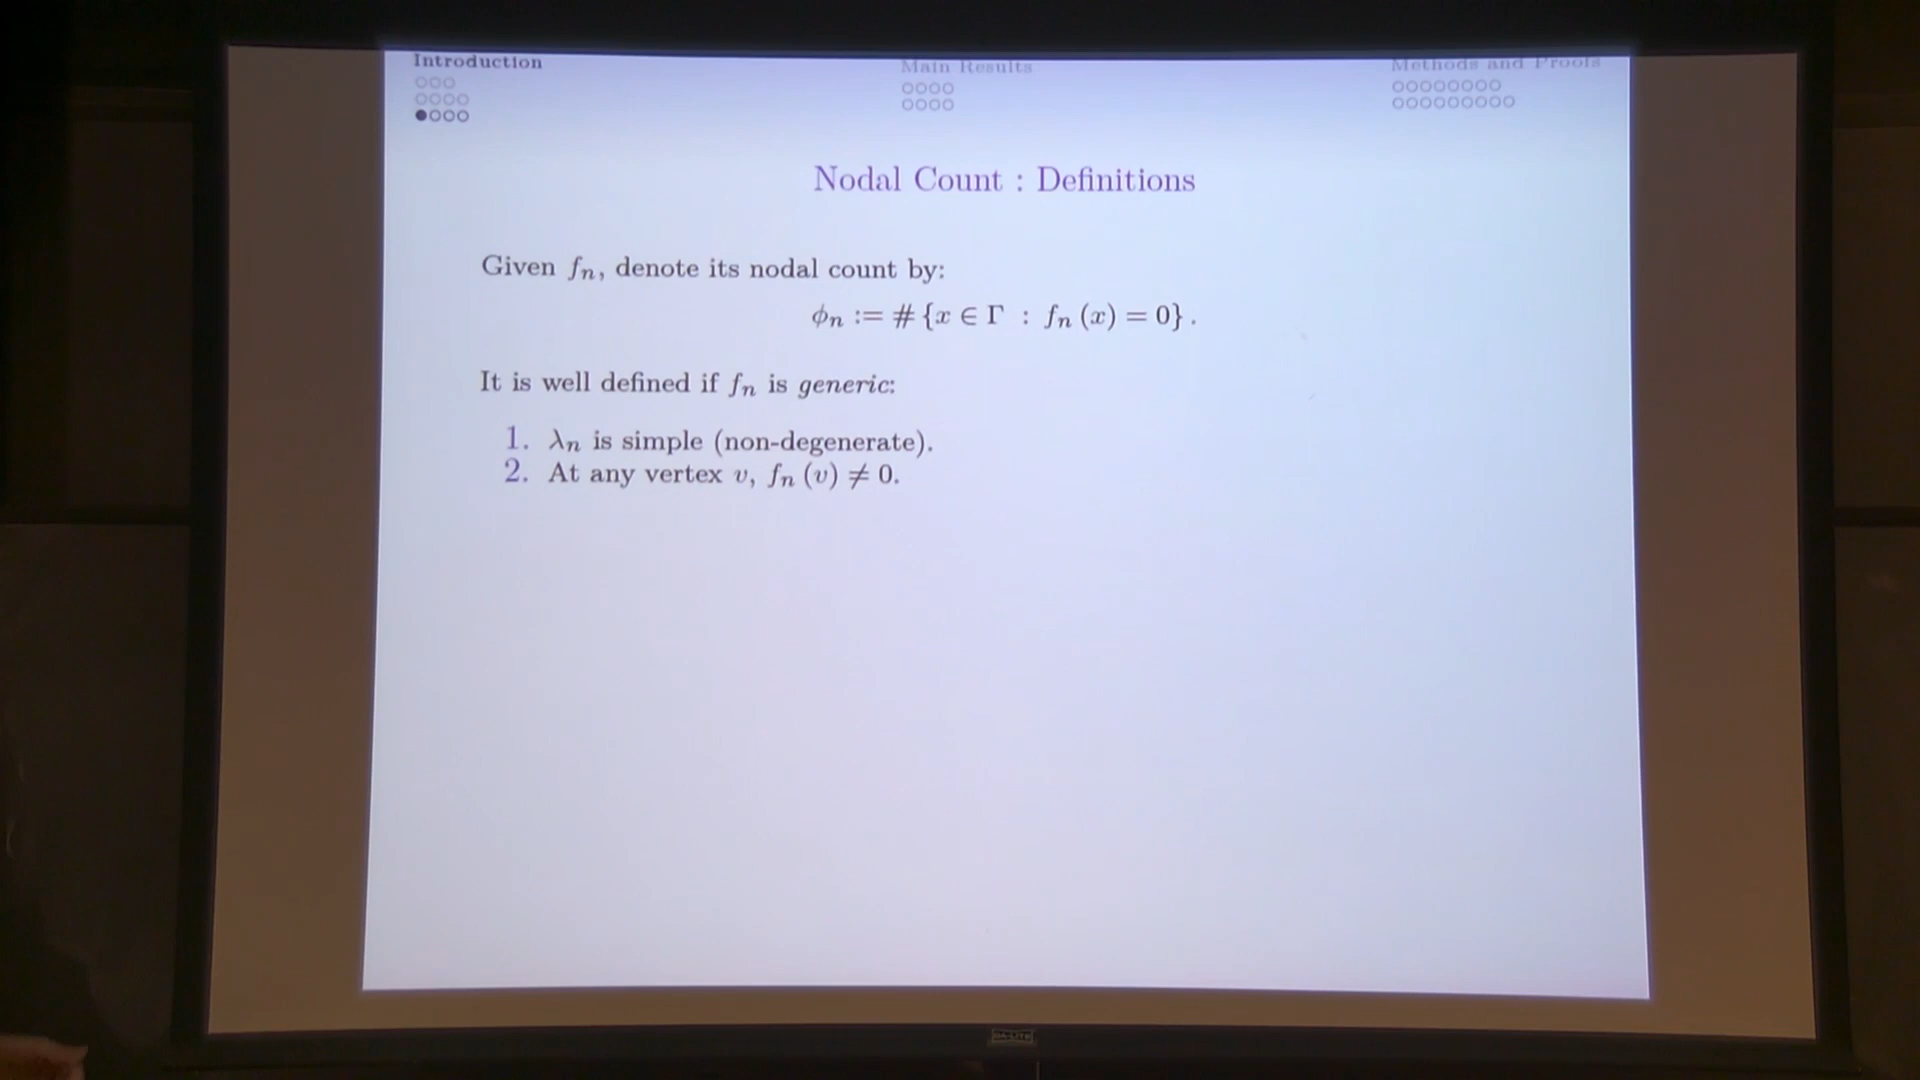 Introduction
Main Results
Methods and Proofs
Nodal Count : Definitions
Given fₙ, denote its nodal count by:
ϕₙ := # {x ∈ Γ : fₙ (x) = 0} .
It is well defined if fₙ is generic:
1. λₙ is simple (non-degenerate).
2. At any vertex v, fₙ (v) ≠ 0.
DA-LITE